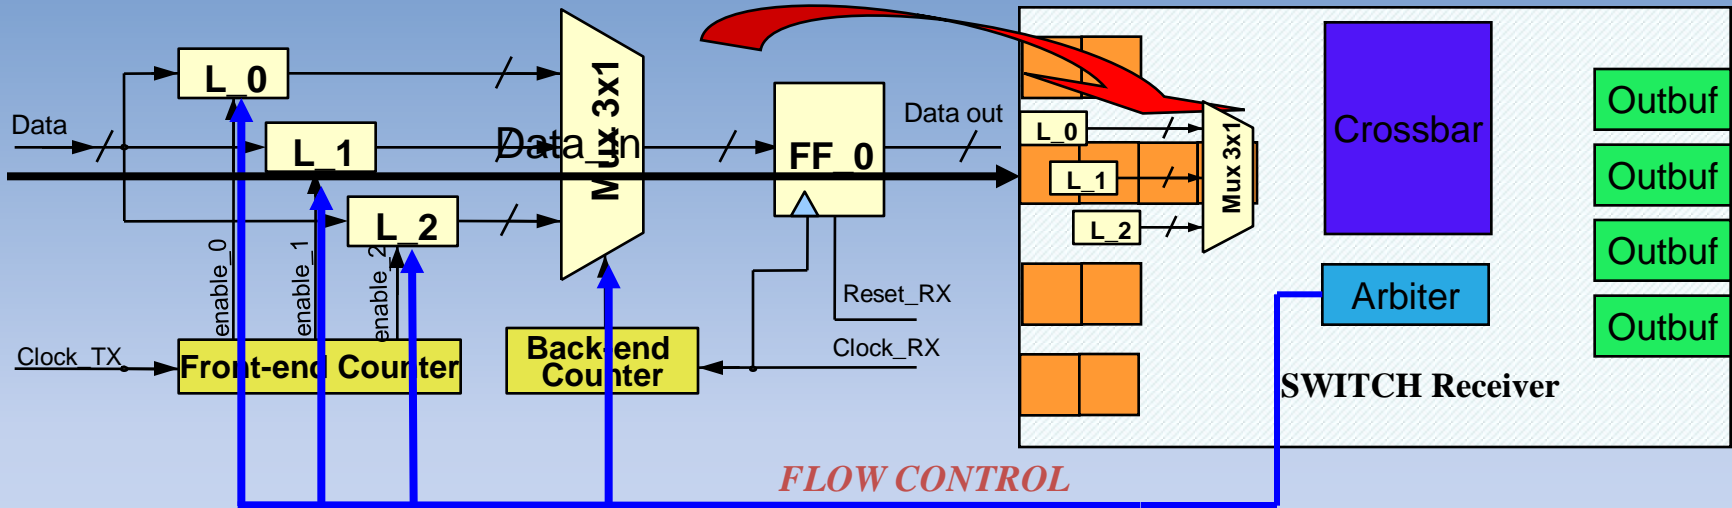 L_0
Data
L_1
Data_in
Mux 3x1
FF_0
Data out
L_2
enable_0
enable_1
enable_2
Clock_TX
Front-end Counter
Back-end
Counter
Reset_RX
Clock_RX
L_0
L_1
L_2
Mux 3x1
Crossbar
Arbiter
Outbuf
Outbuf
Outbuf
Outbuf
SWITCH Receiver
FLOW CONTROL